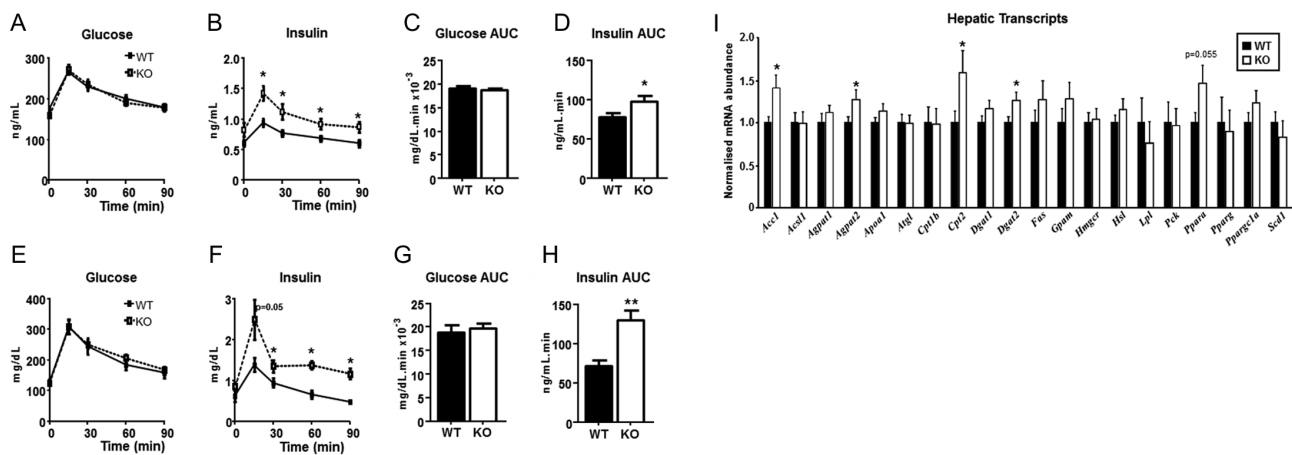 A
Glucose
WT
KO
ng/mL
300
200
100
0
0 30 60 90
Time (min)
B
Insulin
ng/mL
2.0
1.5
1.0
0.5
0.0
*
*
*
*
0 30 60 90
Time (min)
C
Glucose AUC
mg/dL.min x10-3
25
20
15
10
5
0
WT KO
D
Insulin AUC
ng/mL.min
150
100
50
0
*
WT KO
E
Glucose
WT
KO
mg/dL
400
300
200
100
0
0 30 60 90
Time (min)
F
Insulin
mg/dL
3
2
1
0
p=0.05
* * *
0 30 60 90
Time (min)
G
Glucose AUC
mg/dL.min x10-3
25
20
15
10
5
0
WT KO
H
Insulin AUC
ng/mL.min
150
100
50
0
**
WT KO
I
Hepatic Transcripts
WT
KO
Normalised mRNA abundance
2.0
1.5
1.0
0.5
0
*
*
*
*
p=0.055
Acc1 Acsl1 Agpat1 Agpat2 Apoa1 Atgl Cpt1b Cpt2 Dgat1 Dgat2 Fas Gpam Hmgcr Hsl Lpl Pck Ppara Pparg Ppargc1a Scd1